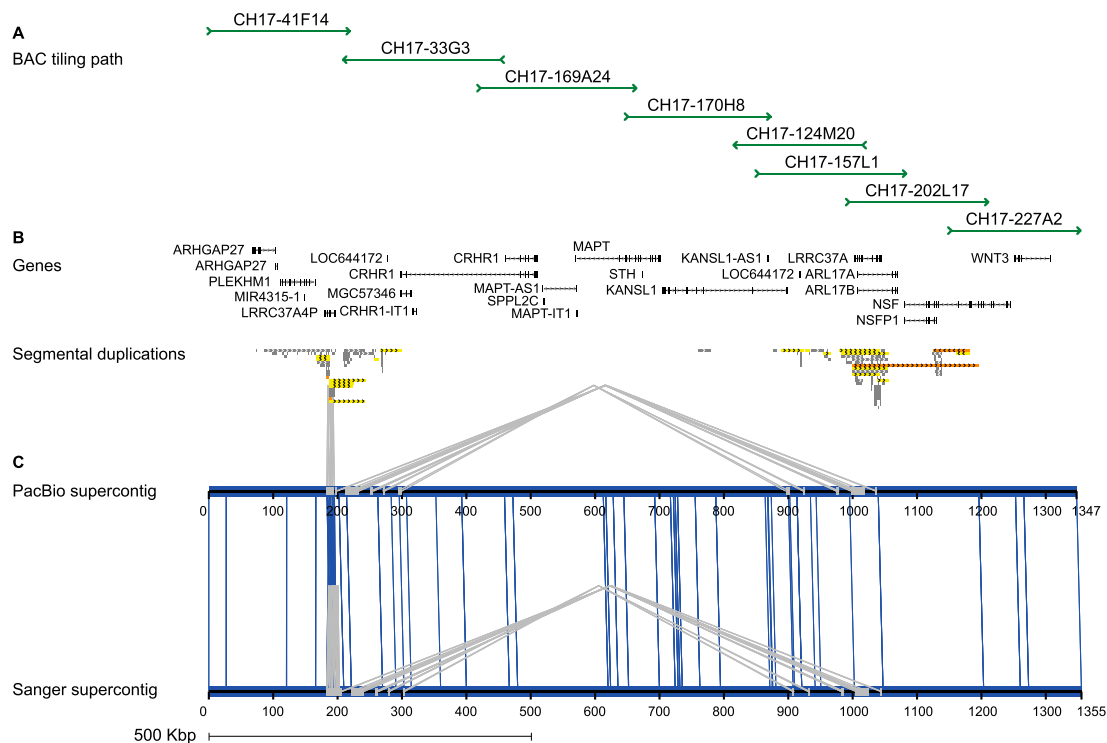 A
BAC tiling path
CH17-41F14
CH17-33G3
CH17-169A24
CH17-170H8
CH17-124M20
CH17-157L1
CH17-202L17
CH17-227A2
B
Genes
ARHGAP27
ARHGAP27
PLEKHM1
MIR4315-1
LRRC37A4P
LOC644172
CRHR1
MGC57346
CRHR1-IT1
CRHR1
MAPT-AS1
SPPL2C
MAPT-IT1
MAPT
STH
KANSL1
KANSL1-AS1
LOC644172
LRRC37A
ARL17A
ARL17B
NSF
NSFP1
WNT3
Segmental duplications
C
PacBio supercontig
0 100 200 300 400 500 600 700 800 900 1000 1100 1200 1300 1347
Sanger supercontig
0 100 200 300 400 500 600 700 800 900 1000 1100 1200 1300 1355
500 Kbp